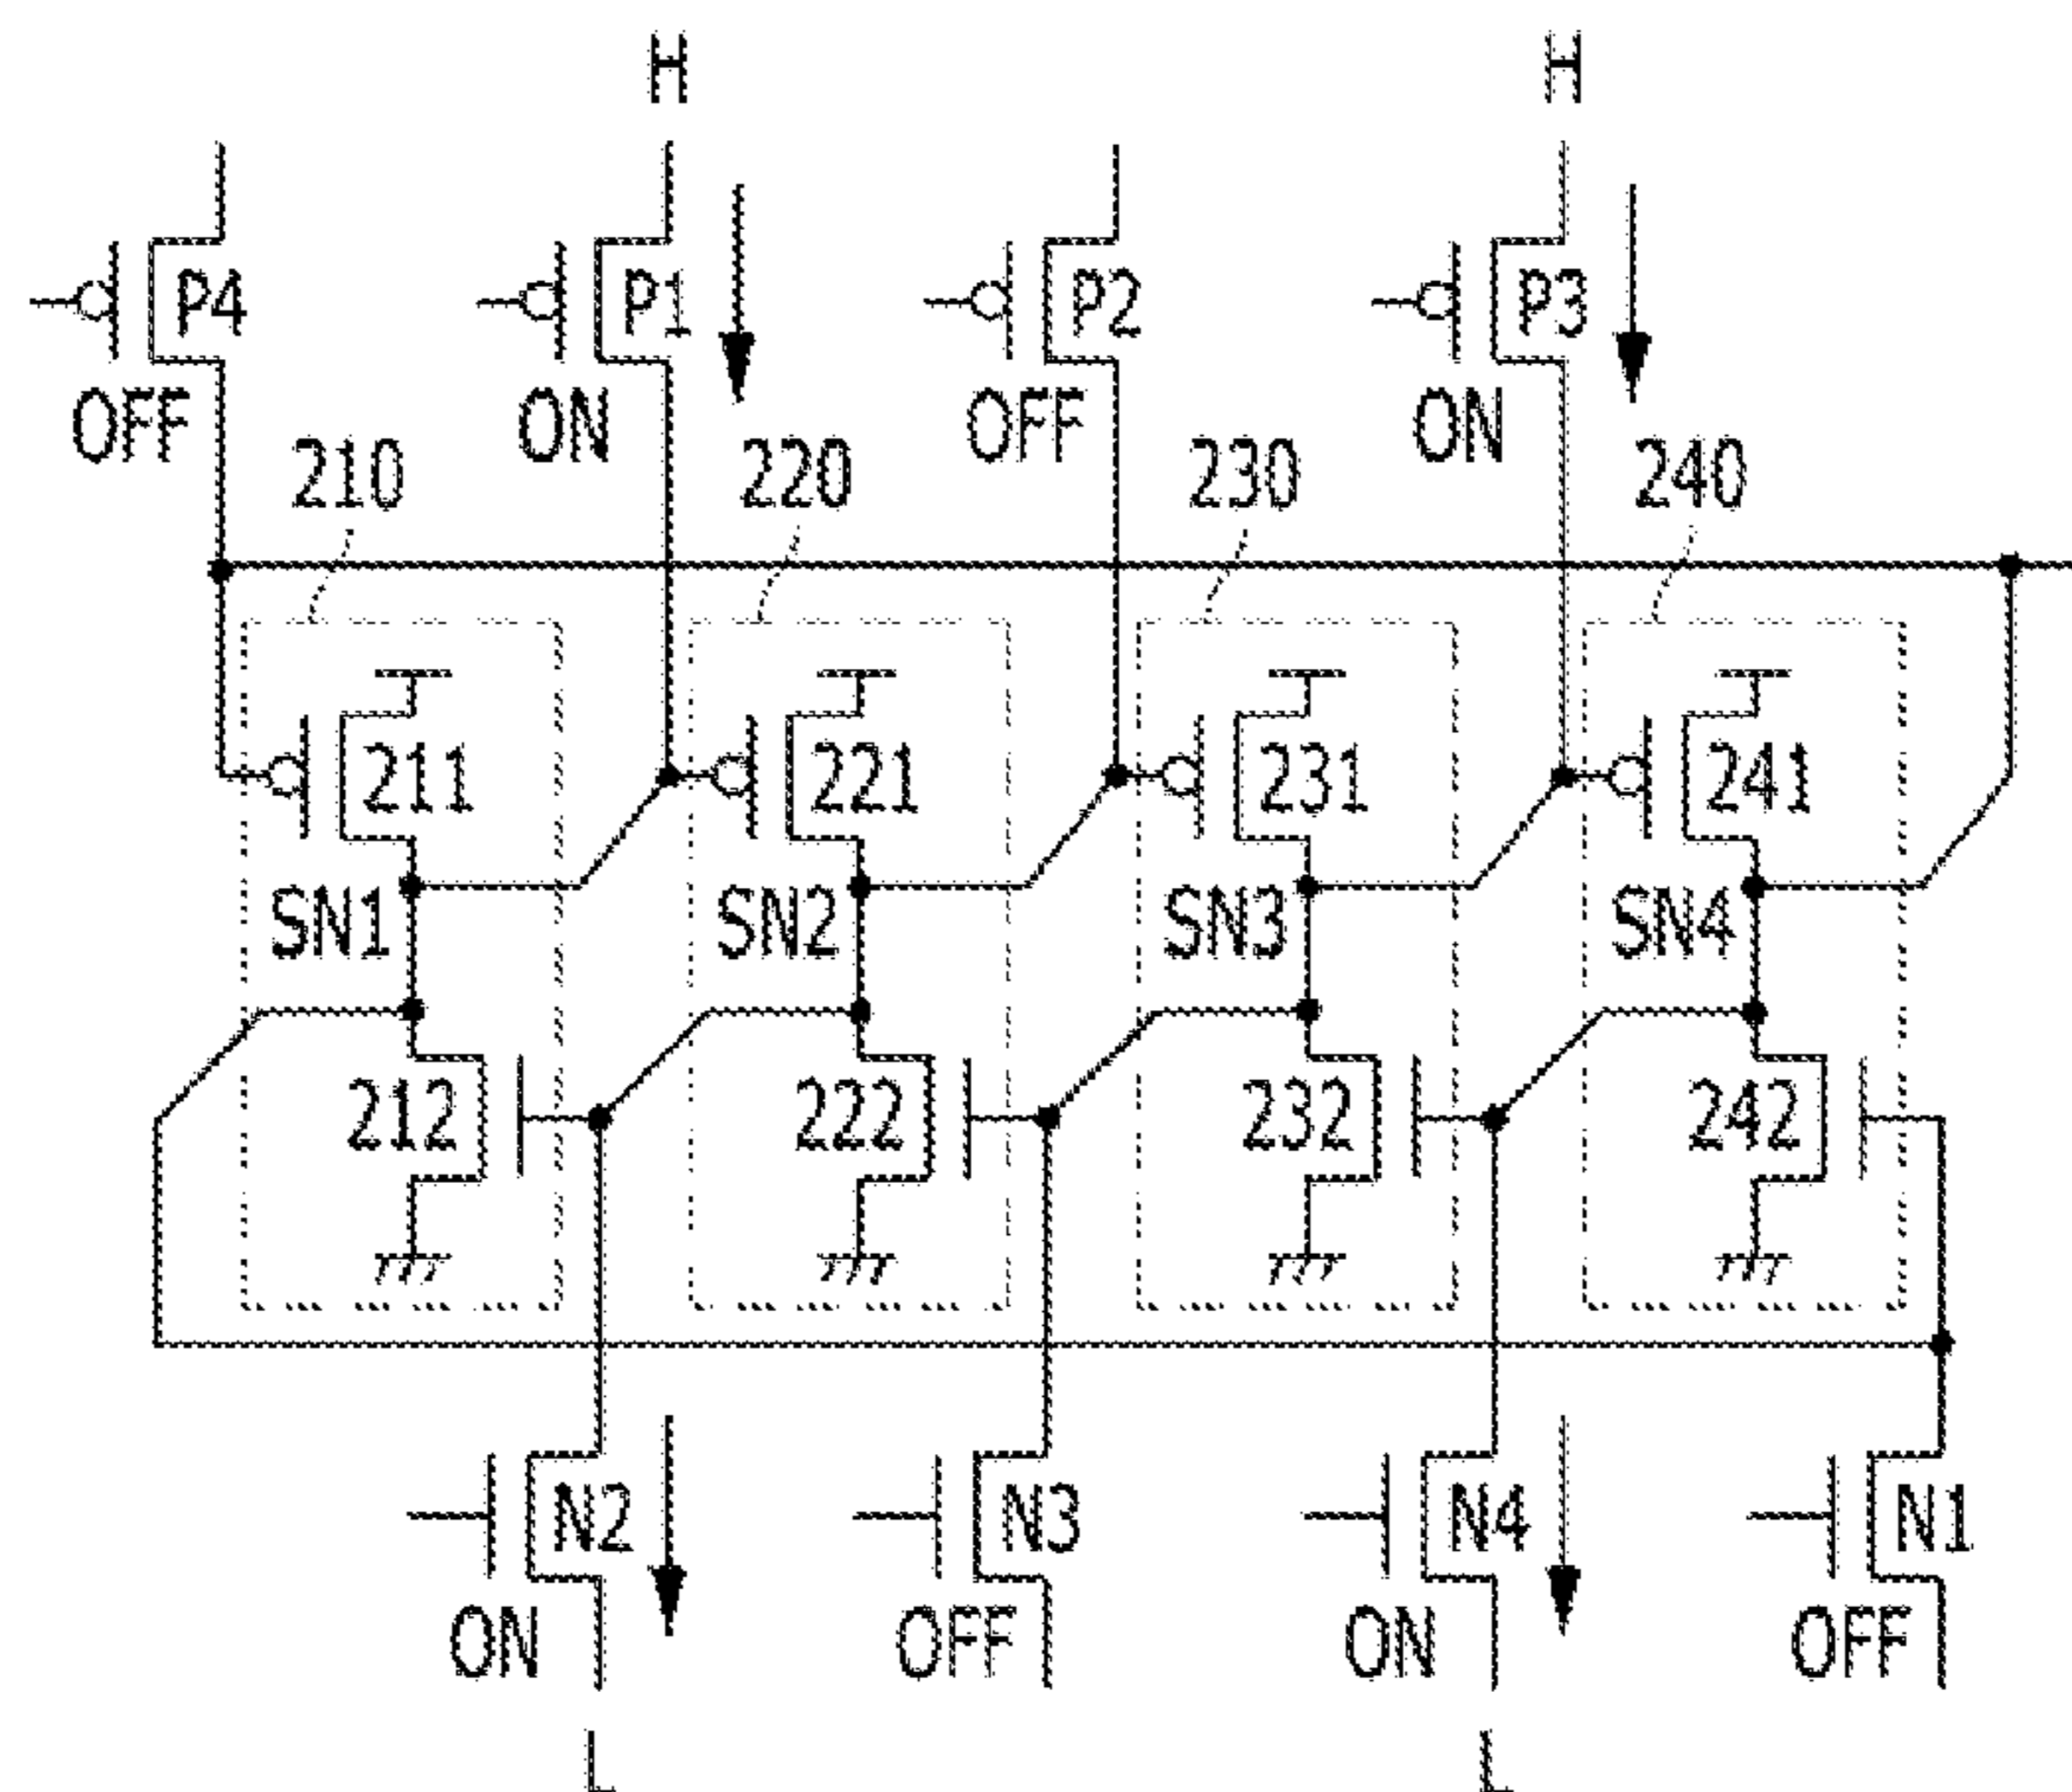 H H
P4 P1 P2 P3
OFF ON OFF ON
210 220 230 240
211 221 231 241
SN1 SN2 SN3 SN4
212 222 232 242
N2 N3 N4 N1
ON OFF ON OFF
L L